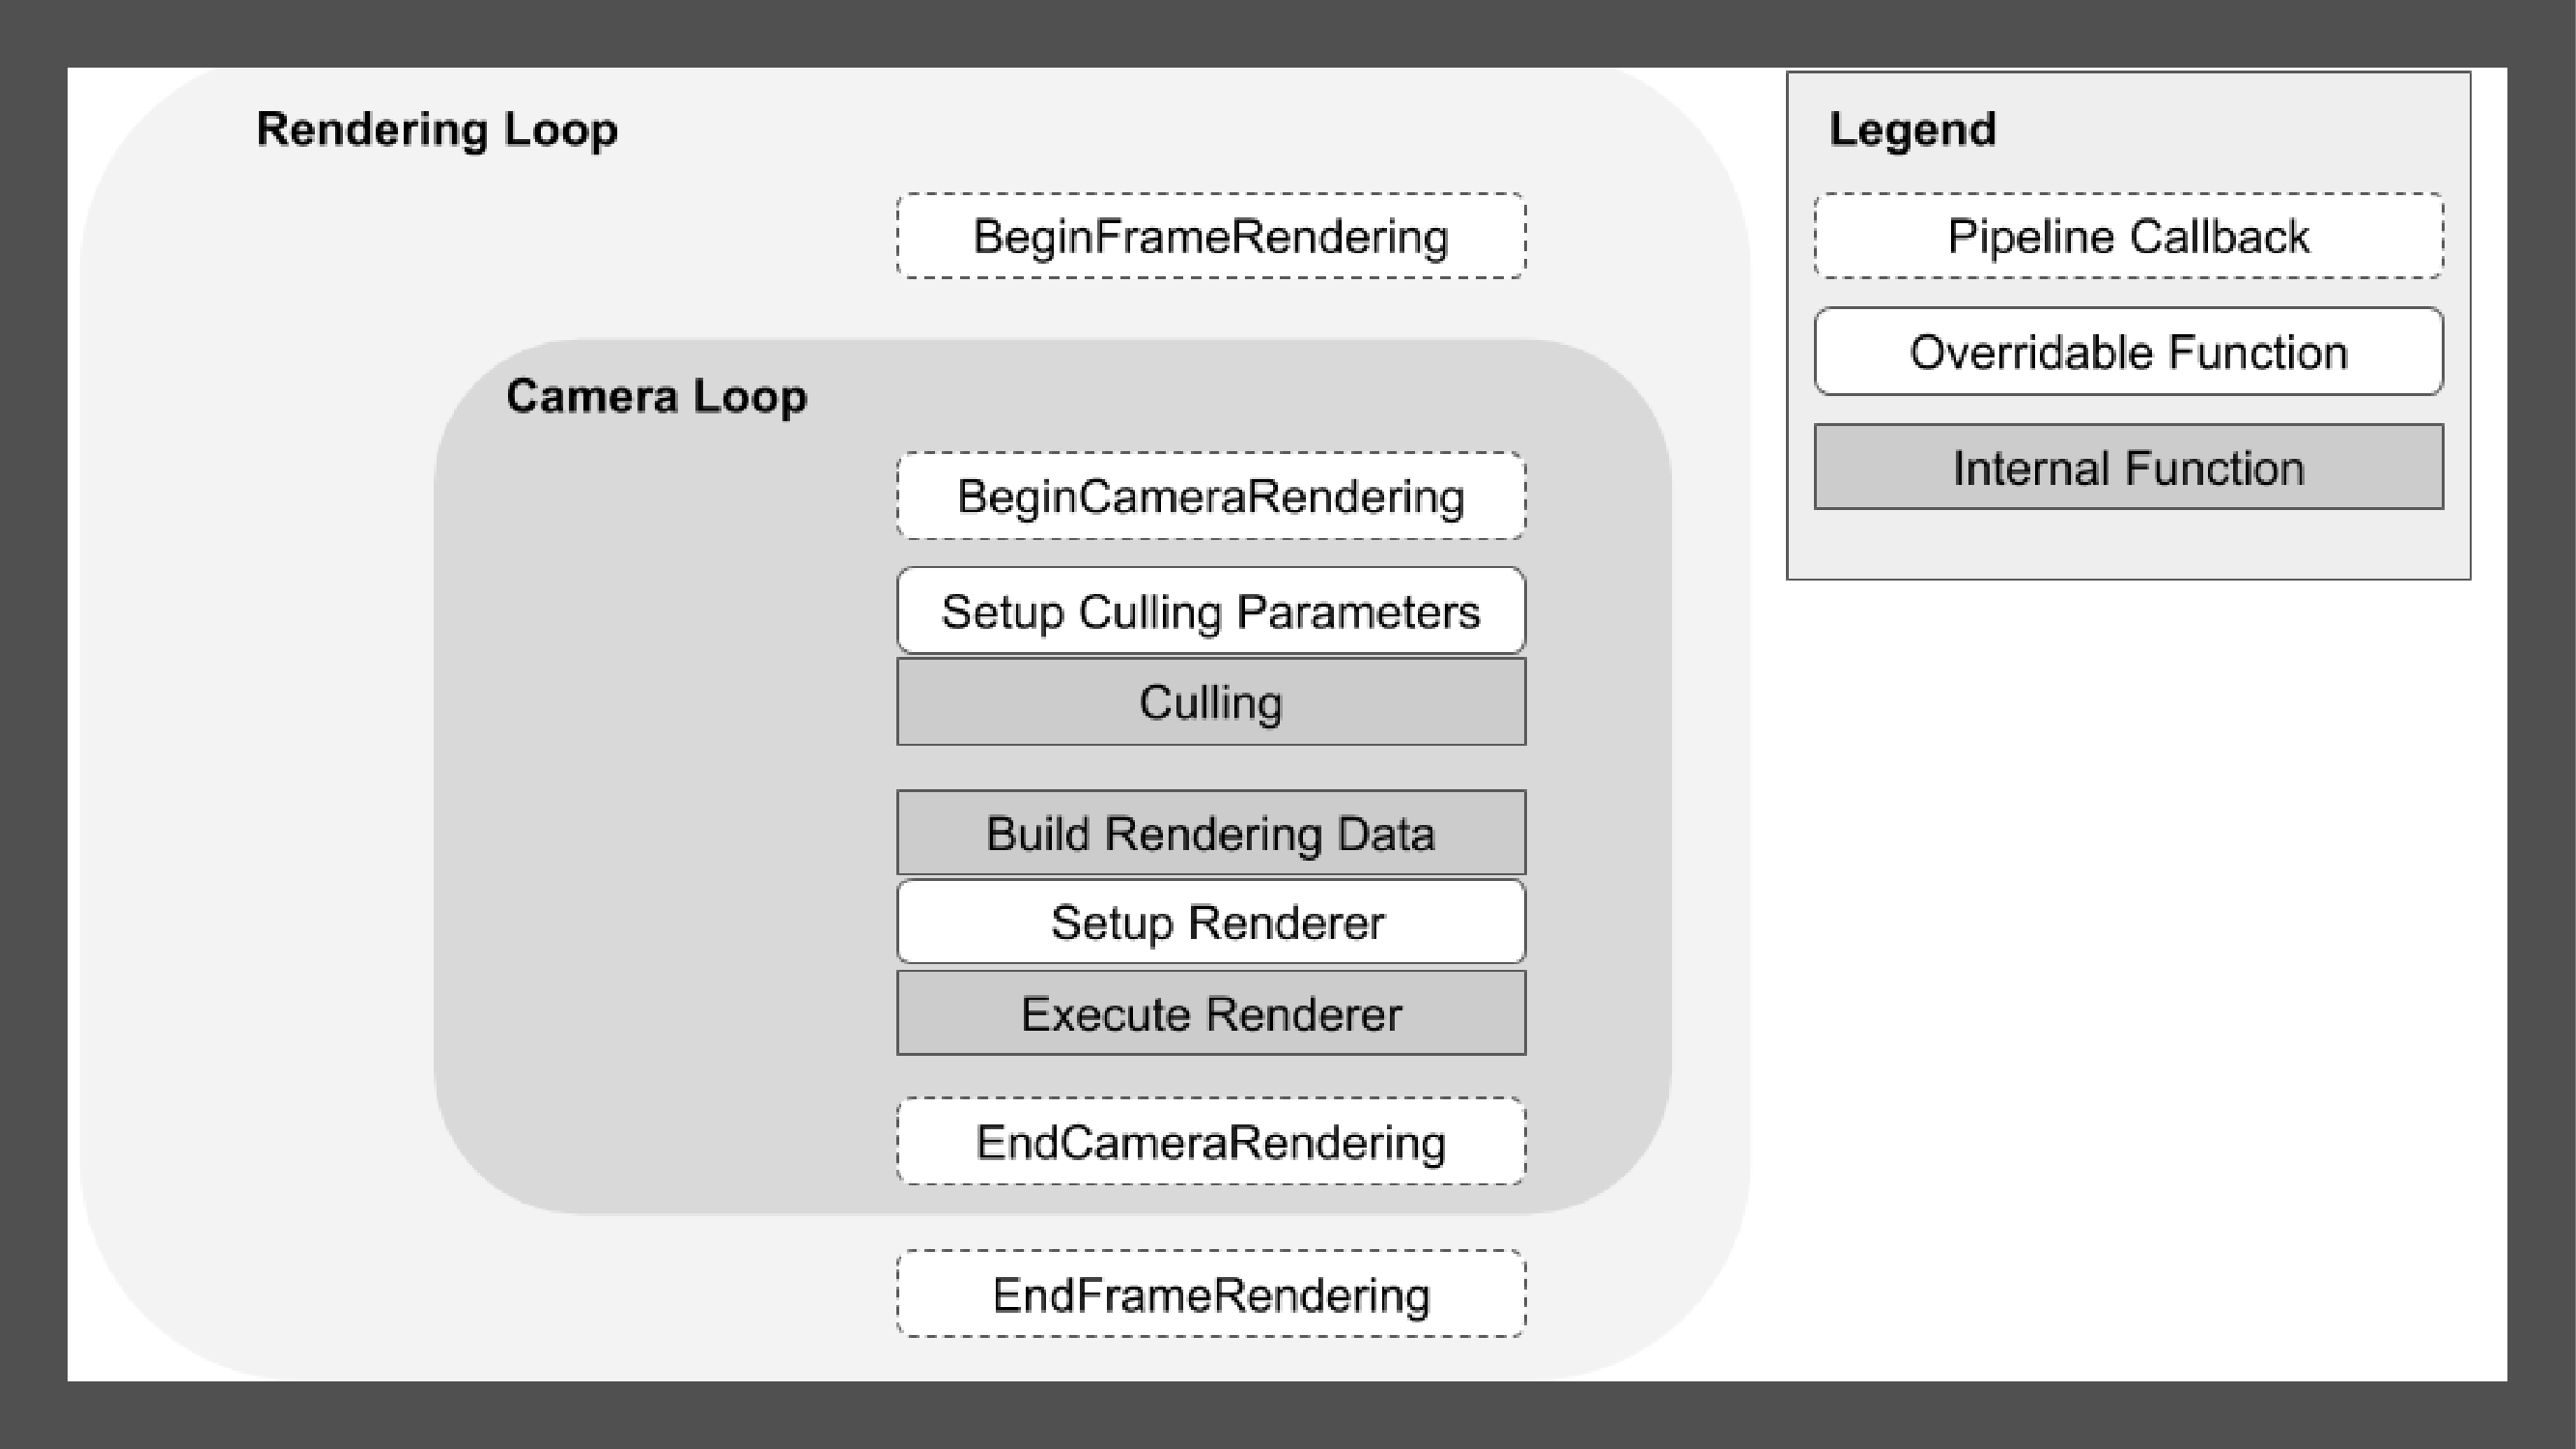 Rendering Loop
BeginFrameRendering
Camera Loop
BeginCameraRendering
Setup Culling Parameters
Culling
Build Rendering Data
Setup Renderer
Execute Renderer
EndCameraRendering
EndFrameRendering
Legend
Pipeline Callback
Overridable Function
Internal Function